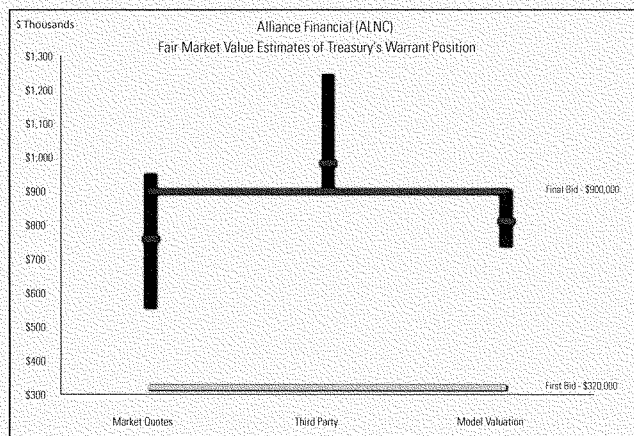 $ Thousands
Alliance Financial (ALNC)
Fair Market Value Estimates of Treasury's Warrant Position
$1,300
$1,200
$1,100
$1,000
$900
$800
$700
$600
$500
$400
$300
Final Bid - $900,000
First Bid - $320,000
Market Quotes
Third Party
Model Valuation